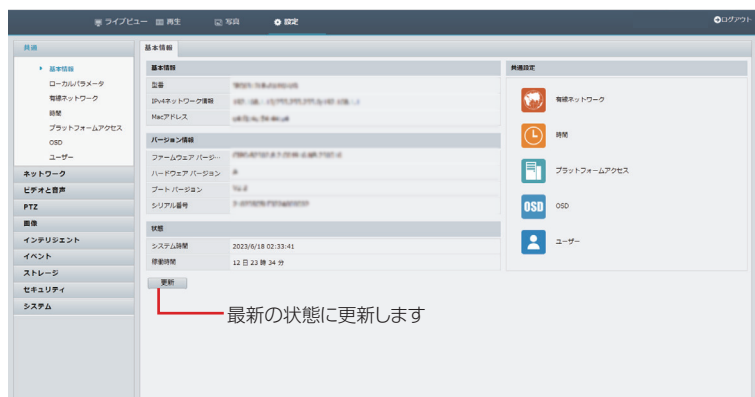 ライブビュー 再生 写真 設定 ログアウト
共通
基本情報
ローカルパラメータ
有線ネットワーク
時間
プラットフォームアクセス
OSD
ユーザー
ネットワーク
ビデオと音声
PTZ
画像
インテリジェント
イベント
ストレージ
セキュリティ
システム
基本情報
基本情報
型番
IPv4ネットワーク情報
Macアドレス
バージョン情報
ファームウェア バージ…
ハードウェア バージョン
ブート バージョン
シリアル番号
状態
システム時間 2023/6/18 02:33:41
稼働時間 12 日 23 時 34 分
更新
最新の状態に更新します
共通設定
有線ネットワーク
時間
プラットフォームアクセス
OSD OSD
ユーザー